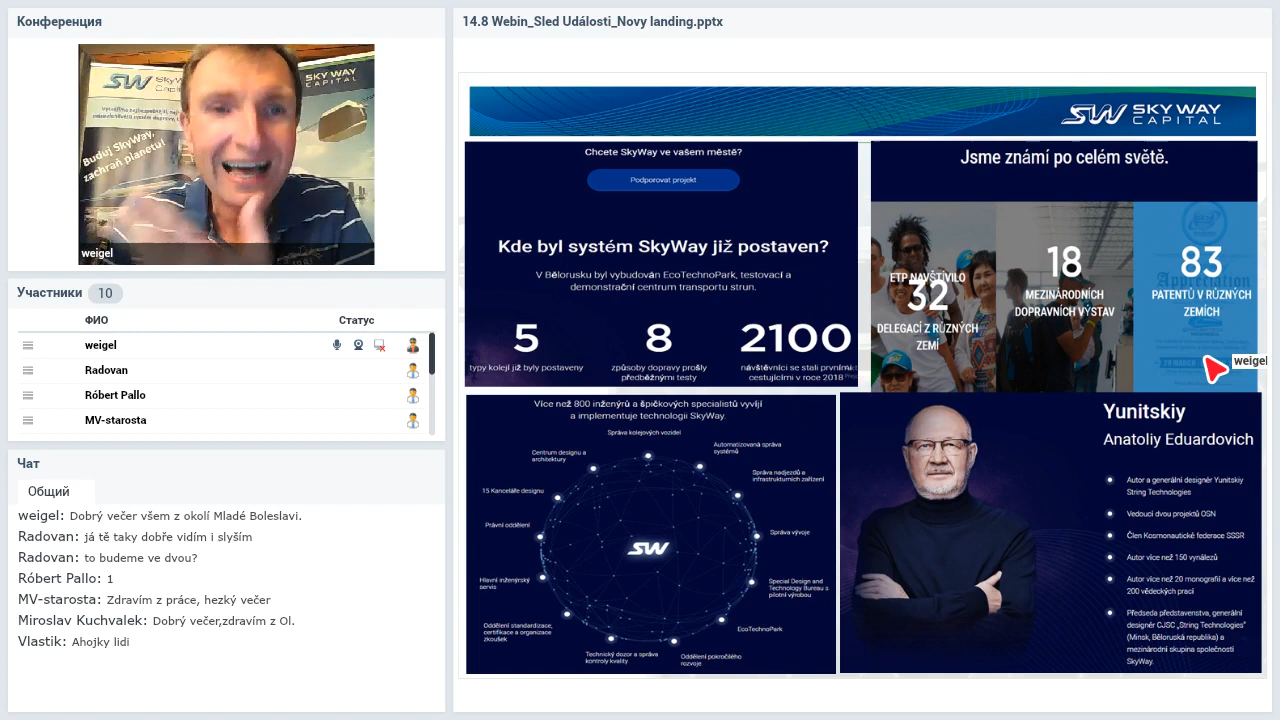 Конференция
SW SKY WAY CAPITAL
SKY WAY CAPITAL
Buduj SkyWay,
zachraň planetu!
weigel
Участники 10
ФИО Статус
weigel
Radovan
Róbert Pallo
MV-starosta
Чат
Общий
weigel: Dobrý večer všem z okolí Mladé Boleslavi.
Radovan: já tě taky dobře vidím i slyším
Radovan: to budeme ve dvou?
Róbert Pallo: 1
MV-starosta: Zdravím z práce, hezký večer
Miroslav Kuchvalek: Dobrý večer,zdravím z Ol.
Vlastik: Ahojky lidi
14.8 Webin_Sled Události_Novy landing.pptx
SW SKY WAY
CAPITAL
Chcete SkyWay ve vašem městě?
Podporovat projekt
Kde byl systém SkyWay již postaven?
V Bělorusku byl vybudován EcoTechnoPark, testovací a
demonstrační centrum transportu strun.
5
typy kolejí již byly postaveny
8
způsoby dopravy prošly
předběžnými testy
2100
návštěvníci se stali prvními
cestujícími v roce 2018
Jsme známí po celém světě.
ETP NAVŠTÍVILO
32
DELEGACÍ Z RŮZNÝCH
ZEMÍ
18
MEZINÁRODNÍCH
DOPRAVNÍCH VÝSTAV
83
PATENTŮ V RŮZNÝCH
ZEMÍCH
Appreciation
weigel
Více než 800 inženýrů a špičkových specialistů vyvíjí
a implementuje technologii SkyWay.
Správa kolejových vozidel
Automatizovaná správa
systémů
Správa nadjezdů a
infrastrukturních zařízení
Správa vývoje
Special Design and
Technology Bureau s
pilotní výrobou
EcoTechnoPark
Oddělení pokročilého
rozvoje
Technický dozor a správa
kontroly kvality
Oddělení standardizace,
certifikace a organizace
zkoušek
Hlavní inženýrský
servis
Právní oddělení
15 Kanceláře designu
Centrum designu a
architektury
SW
Yunitskiy
Anatoliy Eduardovich
Autor a generální designér Yunitskiy
String Technologies
Vedoucí dvou projektů OSN
Člen Kosmonautické federace SSSR
Autor více než 150 vynálezů
Autor více než 20 monografií a více než
200 vědeckých prací
Předseda představenstva, generální
designér CJSC „String Technologies"
(Minsk, Běloruská republika) a
mezinárodní skupina společností
SkyWay.